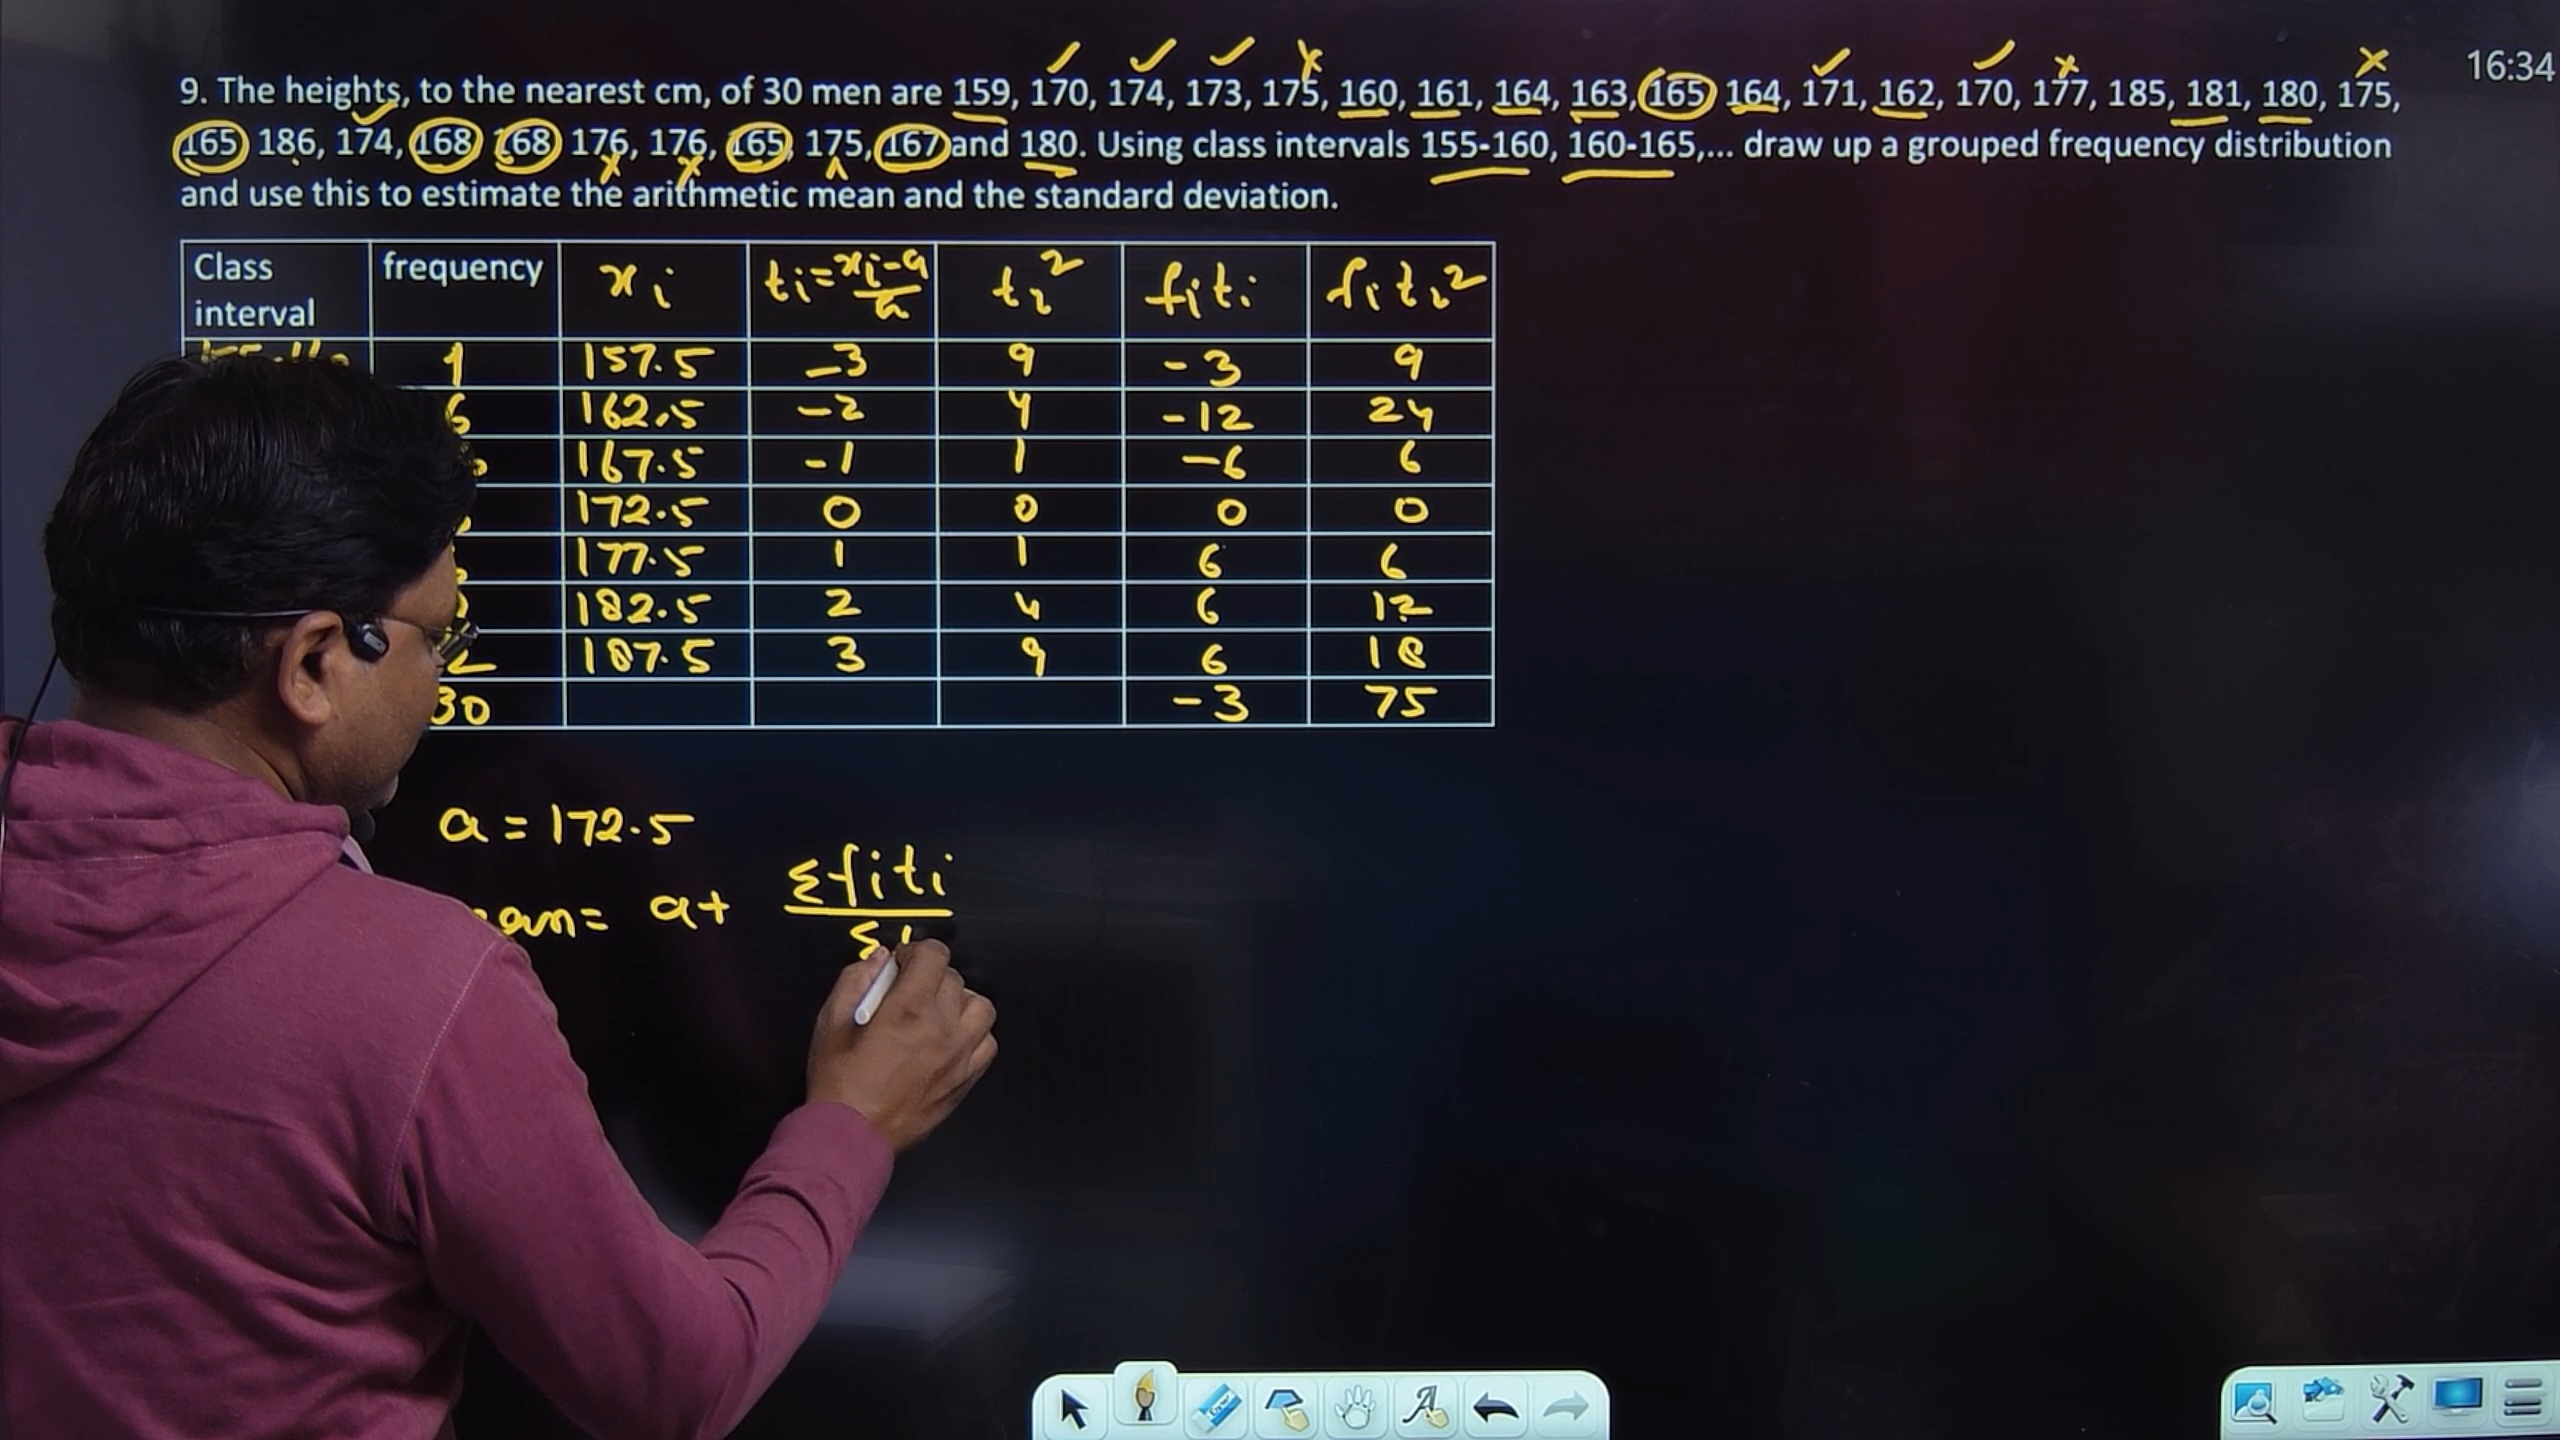 16:34
9. The heights, to the nearest cm, of 30 men are 159, 170, 174, 173, 175, 160, 161, 164, 163, 165 164, 171, 162, 170, 177, 185, 181, 180, 175,
165 186, 174, 168 168 176, 176, 165, 175, 167 and 180. Using class intervals 155-160, 160-165,... draw up a grouped frequency distribution
and use this to estimate the arithmetic mean and the standard deviation.
Class interval frequency xi ti=xi-a/h ti² fiti fiti²
1 157.5 -3 9 -3 9
6 162.5 -2 4 -12 24
167.5 -1 1 -6 6
172.5 0 0 0 0
177.5 1 1 6 6
182.5 2 4 6 12
2 187.5 3 9 6 18
30 -3 75
a = 172.5
an = a+ Σfiti
Σ